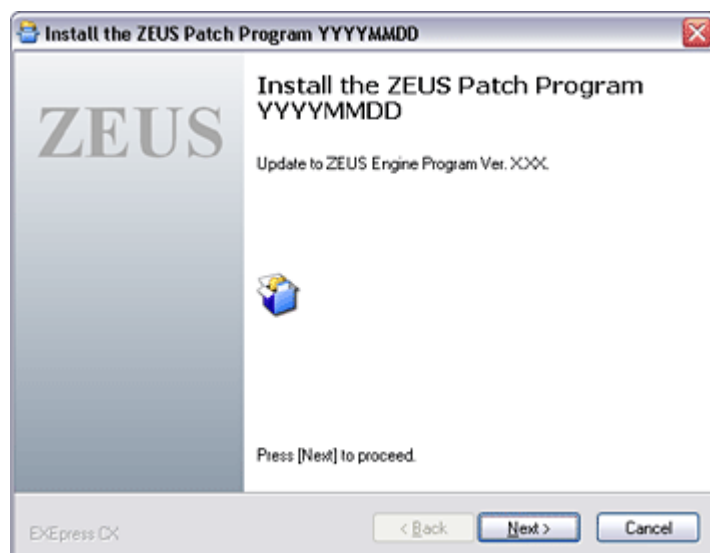 Install the ZEUS Patch Program YYYYMMDD
ZEUS
Install the ZEUS Patch Program
YYYYMMDD
Update to ZEUS Engine Program Ver. XXX.
Press [Next] to proceed.
EXEpress CX
< Back
Next >
Cancel